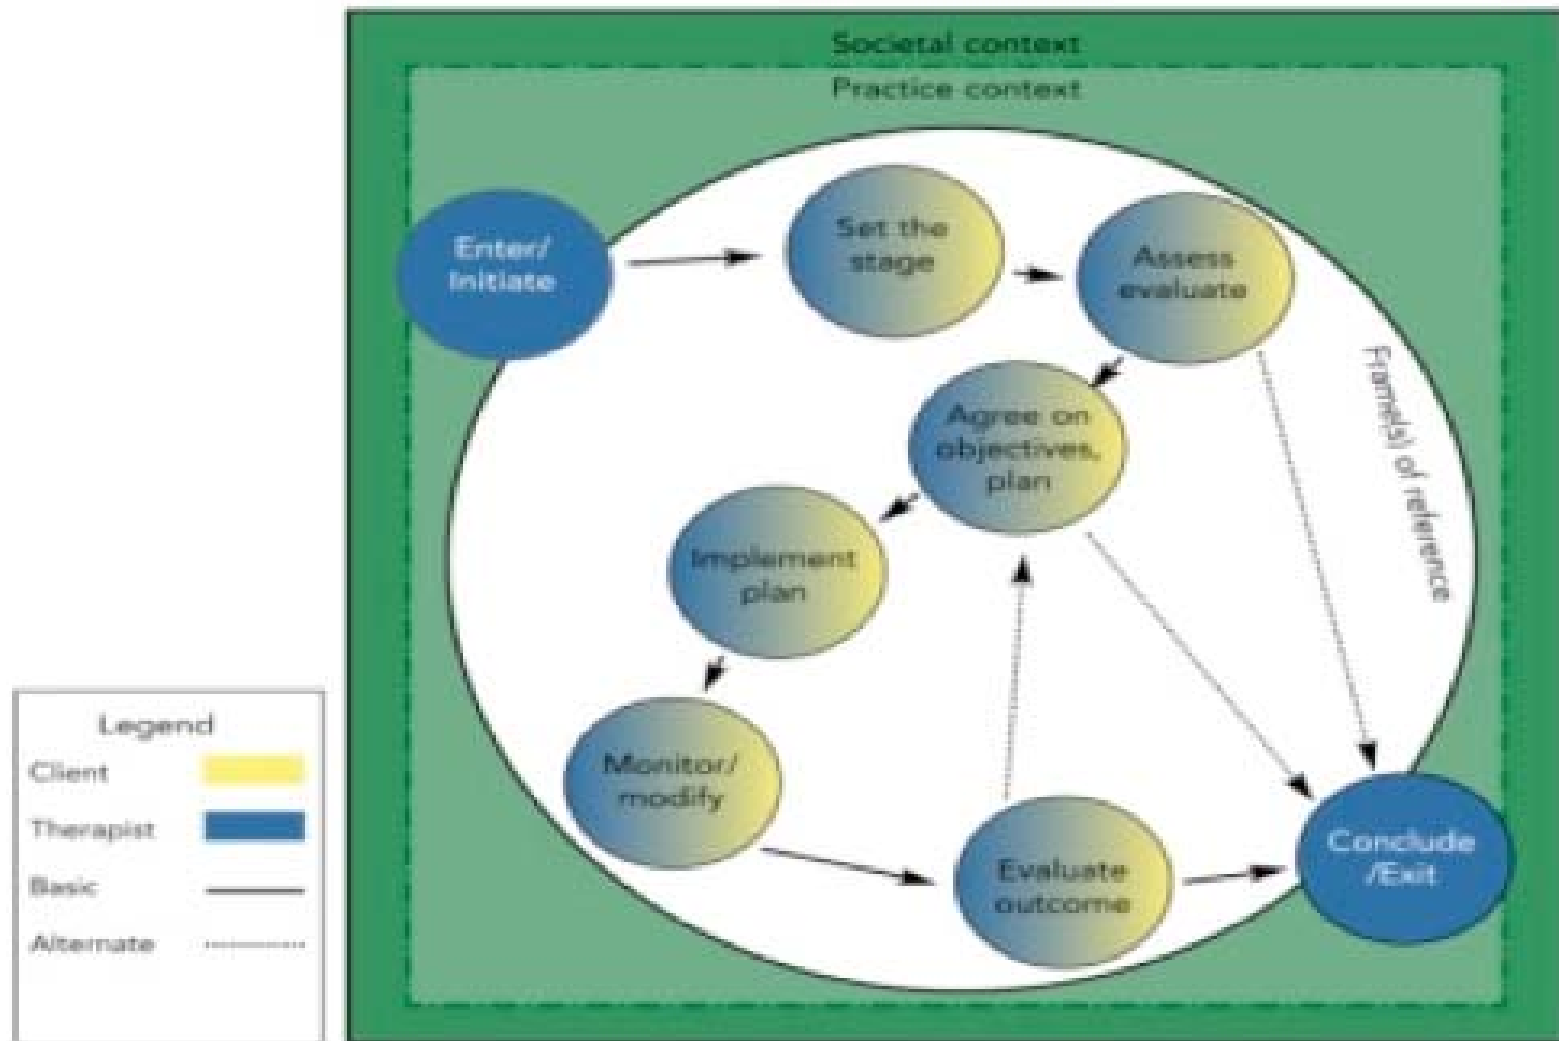 Societal context
Practice context
Enter/
Initiate
Set the
stage
Assess
evaluate
Agree on
objectives,
plan
Implement
plan
Monitor/
modify
Evaluate
outcome
Conclude
/Exit
Frame(s) of reference
Legend
Client
Therapist
Basic
Alternate